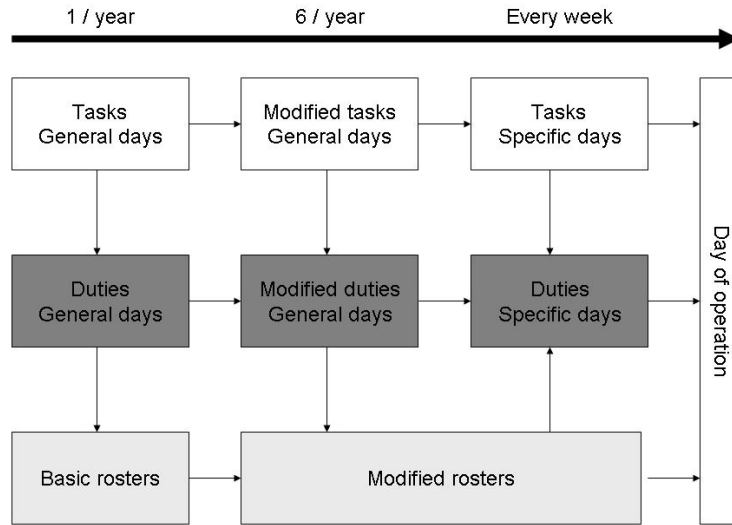 1 / year
6 / year
Every week
Tasks
General days
Modified tasks
General days
Tasks
Specific days
Duties
General days
Modified duties
General days
Duties
Specific days
Day of operation
Basic rosters
Modified rosters